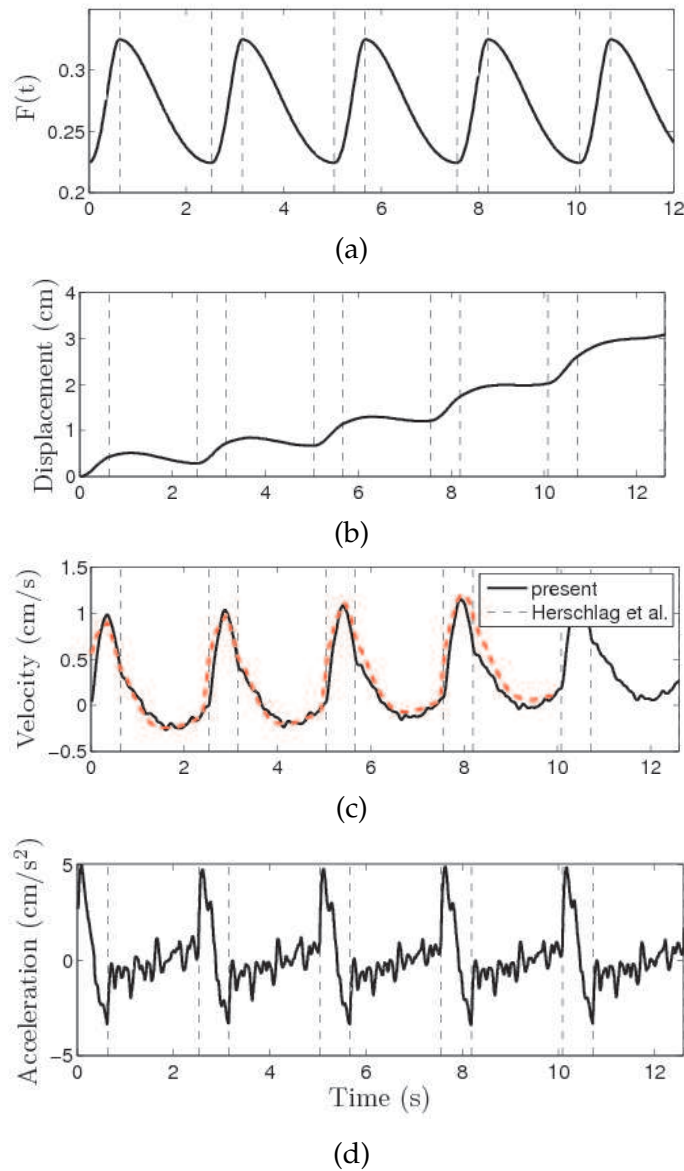 F(t)
0.3
0.25
0.2
0 2 4 6 8 10 12
(a)
Displacement (cm)
4
3
2
1
0
0 2 4 6 8 10 12
(b)
Velocity (cm/s)
1.5
1
0.5
0
−0.5
present
Herschlag et al.
0 2 4 6 8 10 12
(c)
Acceleration (cm/s²)
5
0
−5
0 2 4 6 8 10 12
Time (s)
(d)